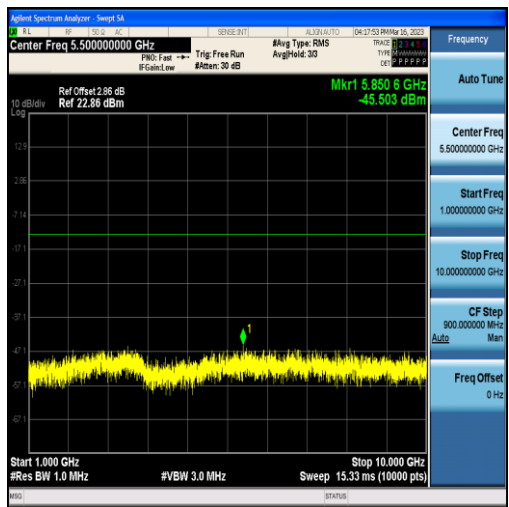 Agilent Spectrum Analyzer - Swept SA
RL RF 50 Ω AC SENSE:INT ALIGN AUTO 04:17:53 PM Mar 16, 2023
Center Freq 5.500000000 GHz
PNO: Fast
IFGain:Low
Trig: Free Run
#Atten: 30 dB
#Avg Type: RMS
Avg|Hold: 3/3
TRACE 1 2 3 4 5 6
TYPE
DET P P P P P P
Mkr1 5.850 6 GHz
-45.503 dBm
Ref Offset 2.86 dB
Ref 22.86 dBm
10 dB/div
Log
12.9
2.86
-7.14
-17.1
-27.1
-37.1
-47.1
-57.1
-67.1
1
Start 1.000 GHz
Stop 10.000 GHz
#Res BW 1.0 MHz
#VBW 3.0 MHz
Sweep 15.33 ms (10000 pts)
MSG
STATUS
Frequency
Auto Tune
Center Freq
5.500000000 GHz
Start Freq
1.000000000 GHz
Stop Freq
10.000000000 GHz
CF Step
900.000000 MHz
Auto Man
Freq Offset
0 Hz